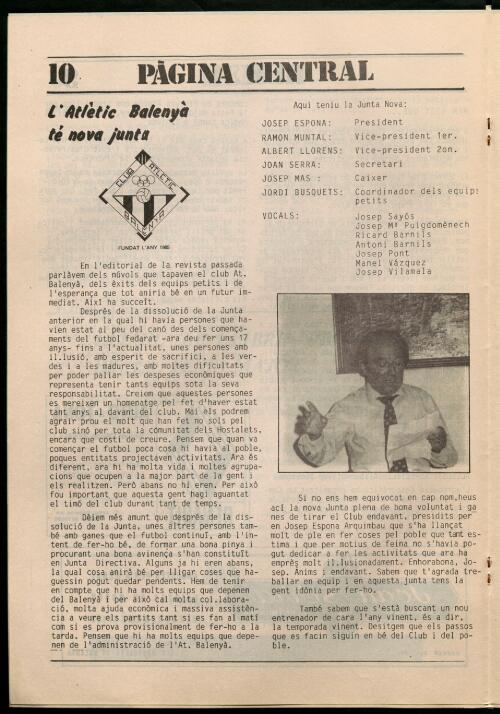 10 PÀGINA CENTRAL
L'Atlètic Balenyà
té nova junta
CLUB ATLETIC
BALENYA
FUNDAT L'ANY 1985
En l'editorial de la revista passada
parlàvem dels núvols que tapaven el club At.
Balenyà, dels èxits dels equips petits i de
l'esperança que tot aniria bé en un futur im-
mediat. Així ha succeït.
Després de la dissolució de la Junta
anterior en la qual hi havia persones que ha-
vien estat al peu del canó des dels comença-
ments del futbol federat -ara deu fer uns 17
anys- fins a l'actualitat, unes persones amb
il.lusió, amb esperit de sacrifici, a les ver-
des i a les madures, amb moltes dificultats
per poder paliar les despeses econòmiques que
representa tenir tants equips sota la seva
responsabilitat. Creiem que aquestes persones
es mereixen un homenatge pel fet d'haver estat
tant anys al davant del club. Mai els podrem
agrair prou el molt que han fet no sols pel
club sinó per tota la comunitat dels Hostalets,
encara que costi de creure. Pensem que quan va
començar el futbol poca cosa hi havia al poble,
poques entitats projectaven activitats. Ara és
diferent, ara hi ha molta vida i moltes agrupa-
cions que ocupen a la major part de la gent i
els realitzen. Però abans no hi eren. Per això
fou important que aquesta gent hagi aguantat
el timó del club durant tant de temps.
Dèiem més amunt que després de la dis-
solució de la Junta, unes altres persones tam-
bé amb ganes que el futbol continuï, amb l'in-
tent de fer-ho bé, de formar una bona pinya i
procurant una bona avinença s'han constituït
en Junta Directiva. Alguns ja hi eren abans,
la qual cosa anirà bé per lligar coses que ha-
guessin pogut quedar pendents. Hem de tenir
en compte que hi ha molts equips que depenen
del Balenyà i per això cal molta col.labora-
ció, molta ajuda econòmica i massiva assistèn-
cia a veure els partits tant si es fan al matí
com si es prova provisionalment de fer-ho a la
tarda. Pensem que hi ha molts equips que depe-
nen de l'administració de l'At. Balenyà.
Aquí teniu la Junta Nova:
JOSEP ESPONA: President
RAMON MUNTAL: Vice-president 1er.
ALBERT LLORENS: Vice-president 2on.
JOAN SERRA: Secretari
JOSEP MAS : Caixer
JORDI BUSQUETS: Coordinador dels equips
petits
VOCALS: Josep Sayós
Josep Mª Puigdomènech
Ricard Barnils
Antoni Barnils
Josep Pont
Manel Vázquez
Josep Vilamala
Si no ens hem equivocat en cap nom,heus
ací la nova Junta plena de bona voluntat i ga
nes de tirar el Club endavant, presidits per
en Josep Espona Arquimbau que s'ha llançat
molt de ple en fer coses pel poble que tant es-
tima i que per motius de feina no s'havia po-
gut dedicar a fer les activitats que ara ha
emprès molt il.lusionadament. Enhorabona, Jo-
sep. Anims i endavant. Sabem que t'agrada tre-
ballar en equip i en aquesta junta tens la
gent idònia per fer-ho.
També sabem que s'està buscant un nou
entrenador de cara l'any vinent, és a dir,
la temporada vinent. Desitgem que els passos
que es facin siguin en bé del Club i del po-
ble.